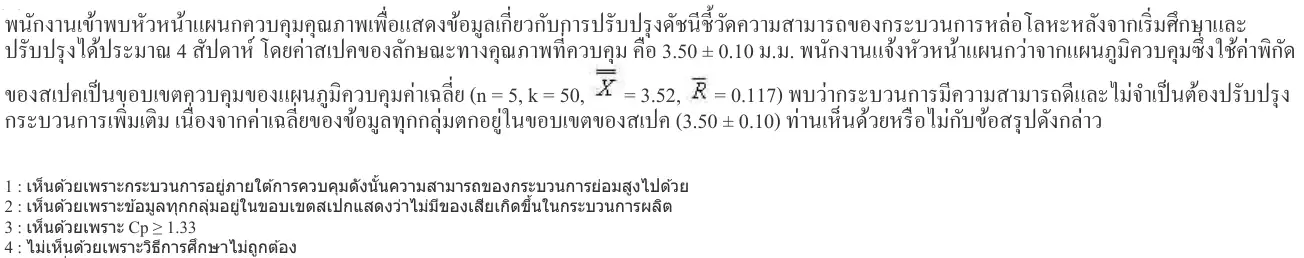 พนักงานเข้าพบหัวหน้าแผนกควบคุมคุณภาพเพื่อแสดงข้อมูลเกี่ยวกับการปรับปรุงดัชนีชี้วัดความสามารถของกระบวนการหล่อโลหะหลังจากเริ่มศึกษาและ
ปรับปรุงได้ประมาณ 4 สัปดาห์ โดยค่าสเปคของลักษณะทางคุณภาพที่ควบคุม คือ 3.50 ± 0.10 ม.ม. พนักงานแจ้งหัวหน้าแผนกว่าจากแผนภูมิควบคุมซึ่งใช้ค่าพิกัด
ของสเปคเป็นขอบเขตควบคุมของแผนภูมิควบคุมค่าเฉลี่ย (n = 5, k = 50, X̿ = 3.52, R̅ = 0.117) พบว่ากระบวนการมีความสามารถดีและไม่จำเป็นต้องปรับปรุง
กระบวนการเพิ่มเติม เนื่องจากค่าเฉลี่ยของข้อมูลทุกกลุ่มตกอยู่ในขอบเขตของสเปค (3.50 ± 0.10) ท่านเห็นด้วยหรือไม่กับข้อสรุปดังกล่าว
1 : เห็นด้วยเพราะกระบวนการอยู่ภายใต้การควบคุมดังนั้นความสามารถของกระบวนการย่อมสูงไปด้วย
2 : เห็นด้วยเพราะข้อมูลทุกกลุ่มอยู่ในขอบเขตสเปกแสดงว่าไม่มีของเสียเกิดขึ้นในกระบวนการผลิต
3 : เห็นด้วยเพราะ Cp ≥ 1.33
4 : ไม่เห็นด้วยเพราะวิธีการศึกษาไม่ถูกต้อง